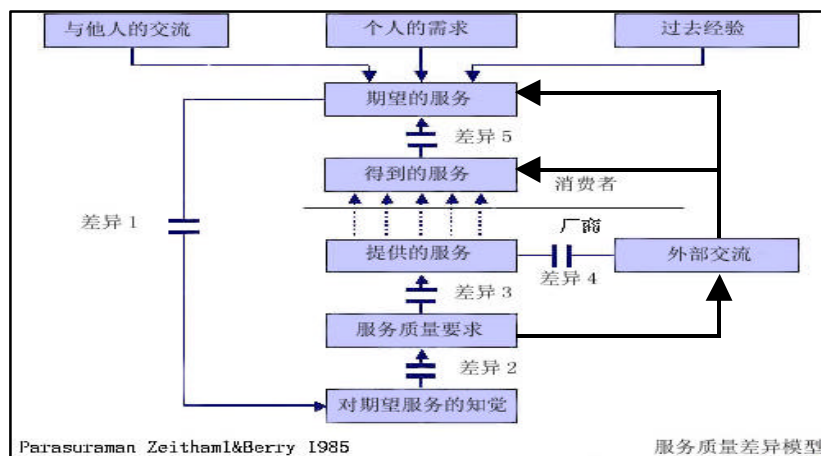 与他人的交流
个人的需求
过去经验
期望的服务
差异 5
得到的服务
消费者
差异 1
厂商
提供的服务
外部交流
差异 4
差异 3
服务质量要求
差异 2
对期望服务的知觉
Parasuraman Zeithaml&Berry 1985
服务质量差异模型